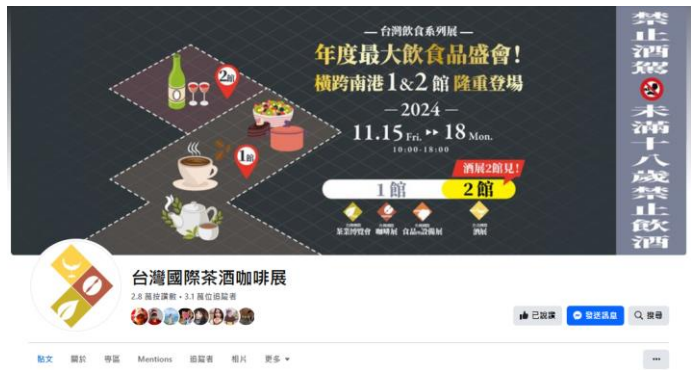 — 台灣飲食系列展 —
年度最大飲食品盛會!
橫跨南港1&2館 隆重登場
— 2024 —
11.15 Fri. ▸▸ 18 Mon.
10:00-18:00
酒展2館見!
1館
2館
茶業博覽會
咖啡展
食品&設備展
酒展
2館
1館
禁止酒駕 未滿十八歲禁止飲酒
台灣國際茶酒咖啡展
2.8 萬按讚數 • 3.1 萬位追蹤者
已說讚
發送訊息
搜尋
貼文
關於
專區
Mentions
追蹤者
相片
更多